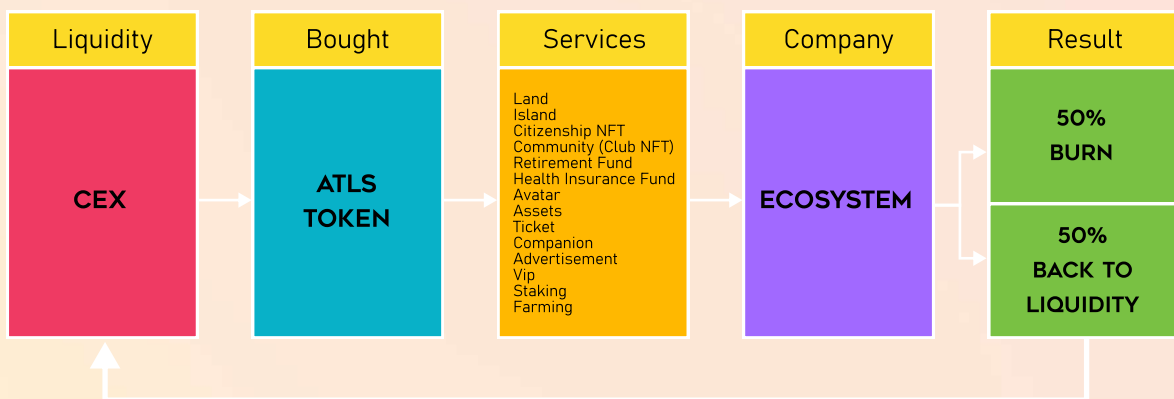 Liquidity
CEX
Bought
ATLS
TOKEN
Services
Land
Island
Citizenship NFT
Community (Club NFT)
Retirement Fund
Health Insurance Fund
Avatar
Assets
Ticket
Companion
Advertisement
Vip
Staking
Farming
Company
ECOSYSTEM
Result
50%
BURN
50%
BACK TO
LIQUIDITY